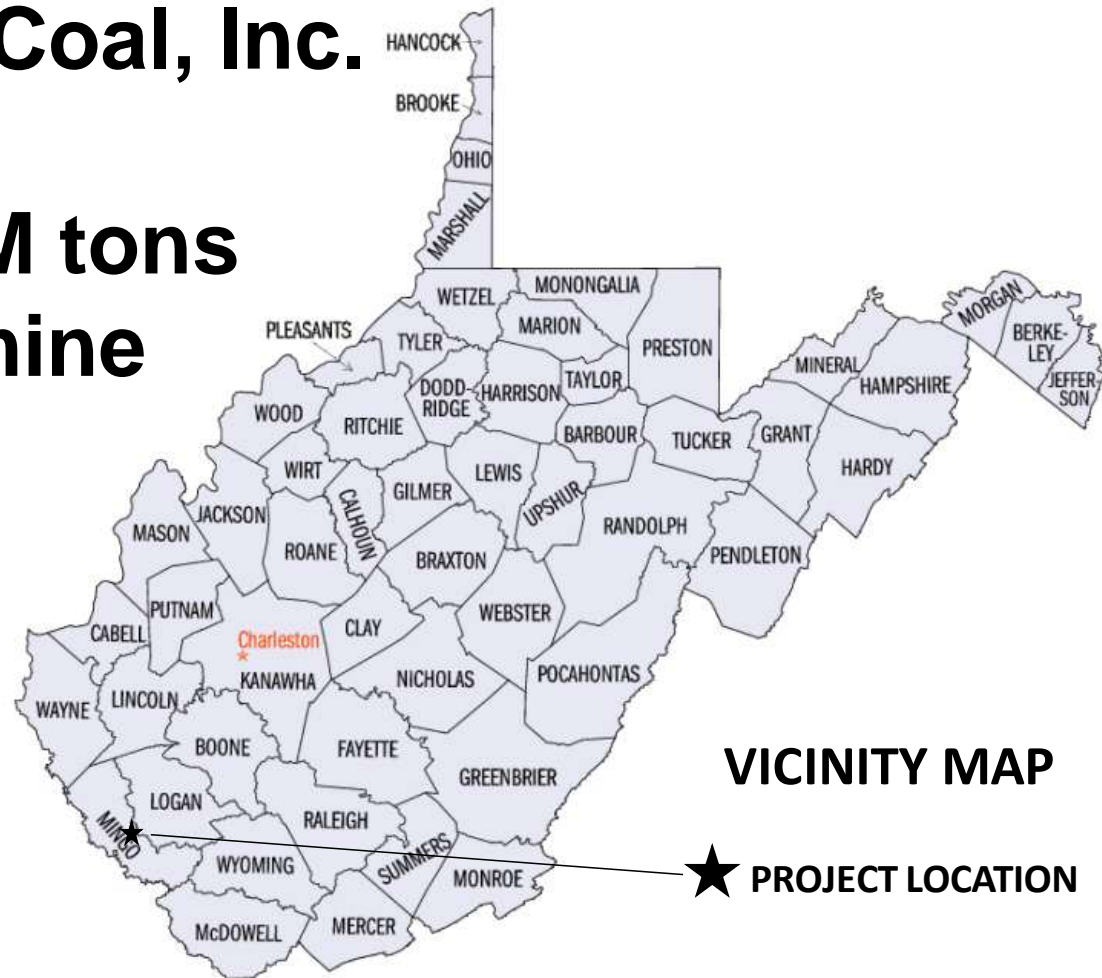 Coal, Inc.
HANCOCK
BROOKE
OHIO
M tons
MARSHALL
WETZEL
MONONGALIA
MORGAN
PLEASANTS
TYLER
MARION
PRESTON
BERKE-
LEY
mine
MINERAL
HAMPSHIRE
JEFFER
SON
DODD-
RIDGE
HARRISON
TAYLOR
WOOD
RITCHIE
BARBOUR
TUCKER
GRANT
HARDY
WIRT
LEWIS
GILMER
CALHOUN
UPSHUR
JACKSON
MASON
ROANE
RANDOLPH
BRAXTON
PENDLETON
PUTNAM
WEBSTER
CABELL
CLAY
Charleston
KANAWHA
NICHOLAS
POCAHONTAS
WAYNE
LINCOLN
BOONE
FAYETTE
GREENBRIER
VICINITY MAP
LOGAN
RALEIGH
MINGO
WYOMING
SUMMERS
MONROE
PROJECT LOCATION
McDOWELL
MERCER